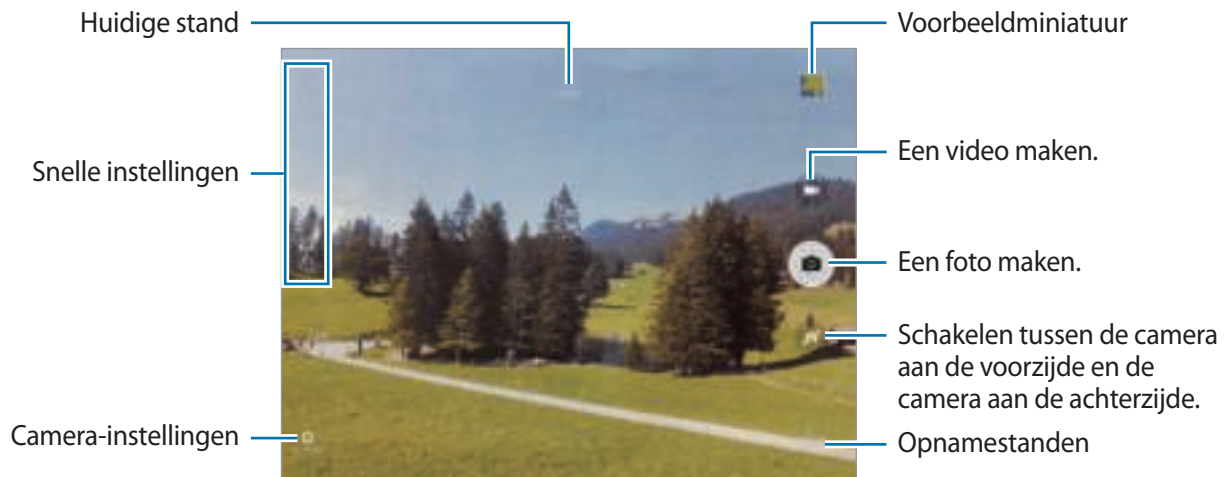 Huidige stand
Voorbeeldminiatuur
Snelle instellingen
Een video maken.
Een foto maken.
Schakelen tussen de camera
aan de voorzijde en de
camera aan de achterzijde.
Camera-instellingen
Opnamestanden